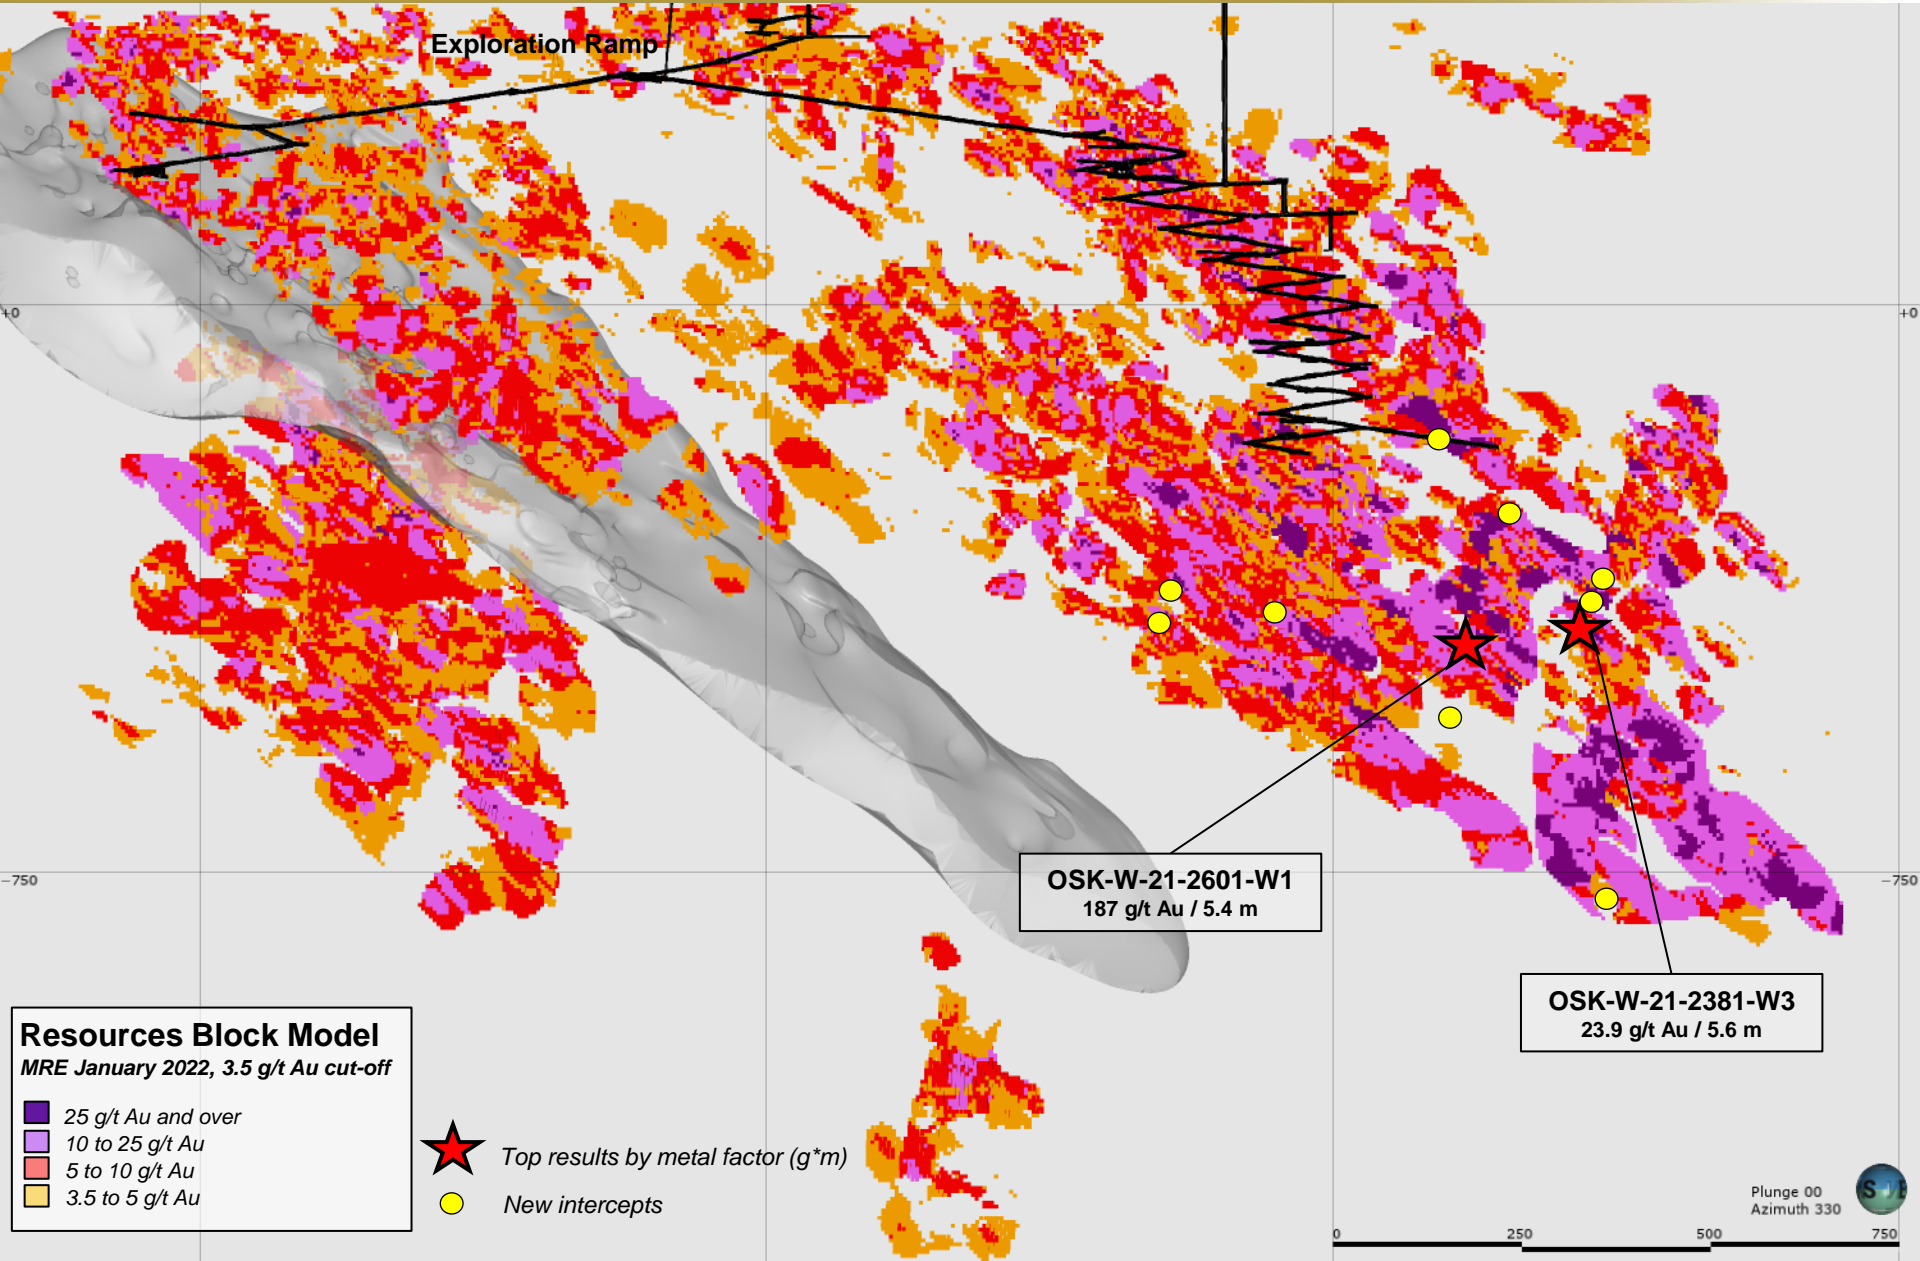 Exploration Ramp
+0
+0
-750
-750
OSK-W-21-2601-W1
187 g/t Au / 5.4 m
OSK-W-21-2381-W3
23.9 g/t Au / 5.6 m
Resources Block Model
MRE January 2022, 3.5 g/t Au cut-off
25 g/t Au and over
10 to 25 g/t Au
5 to 10 g/t Au
3.5 to 5 g/t Au
Top results by metal factor (g*m)
New intercepts
Plunge 00
Azimuth 330
0 250 500 750